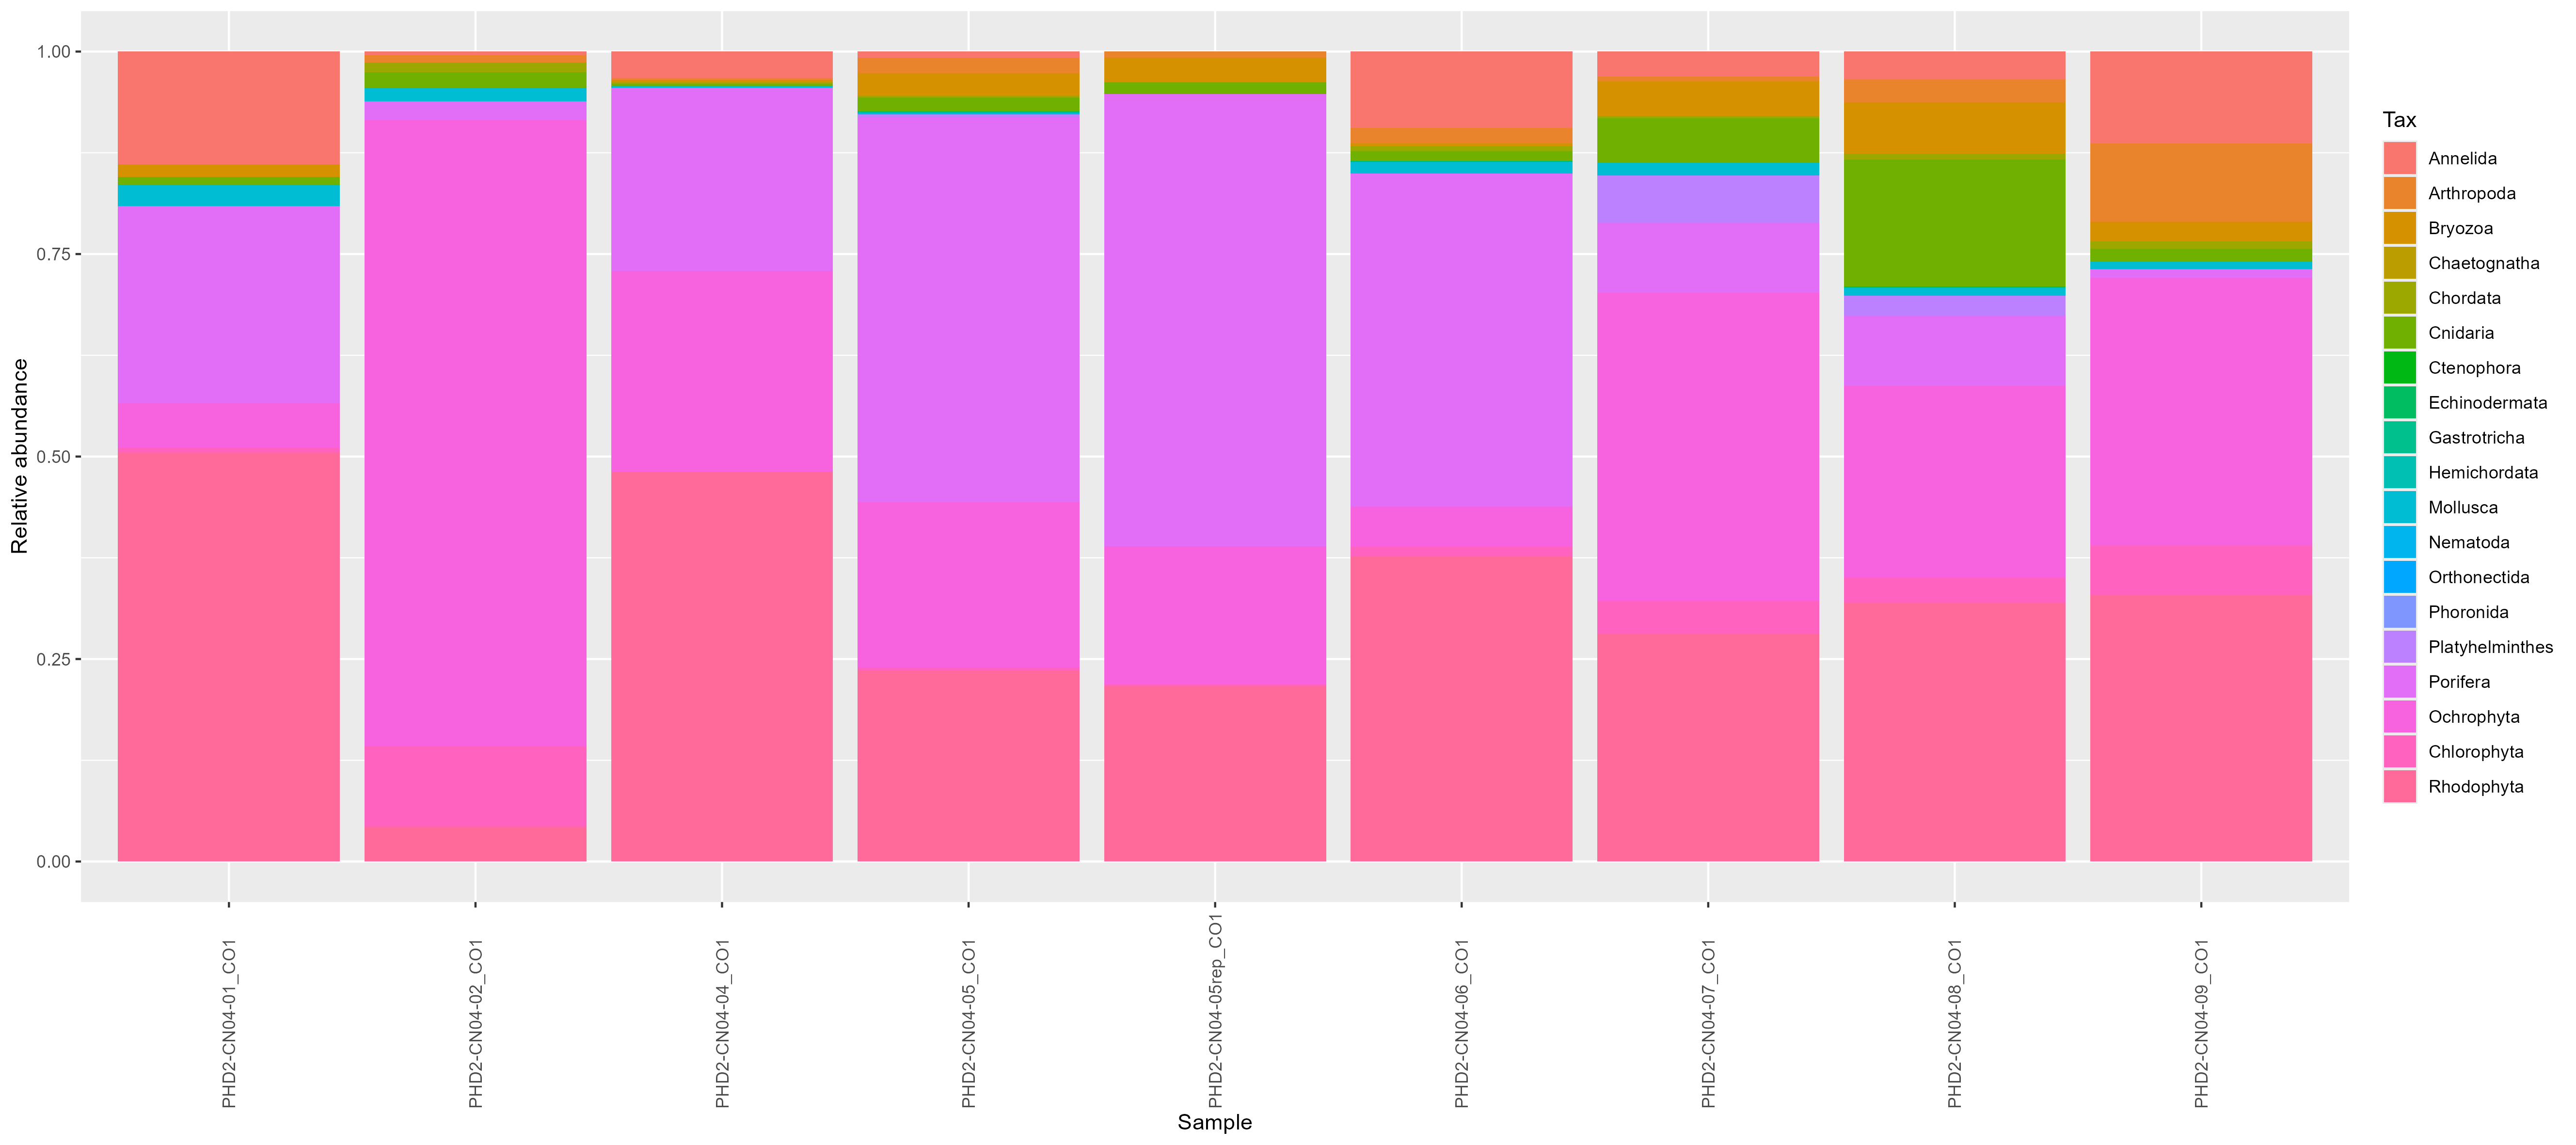 1.00
0.75
0.50
0.25
0.00
Relative abundance
PHD2-CN04-01_CO1
PHD2-CN04-02_CO1
PHD2-CN04-04_CO1
PHD2-CN04-05_CO1
PHD2-CN04-05rep_CO1
PHD2-CN04-06_CO1
PHD2-CN04-07_CO1
PHD2-CN04-08_CO1
PHD2-CN04-09_CO1
Sample
Tax
Annelida
Arthropoda
Bryozoa
Chaetognatha
Chordata
Cnidaria
Ctenophora
Echinodermata
Gastrotricha
Hemichordata
Mollusca
Nematoda
Orthonectida
Phoronida
Platyhelminthes
Porifera
Ochrophyta
Chlorophyta
Rhodophyta